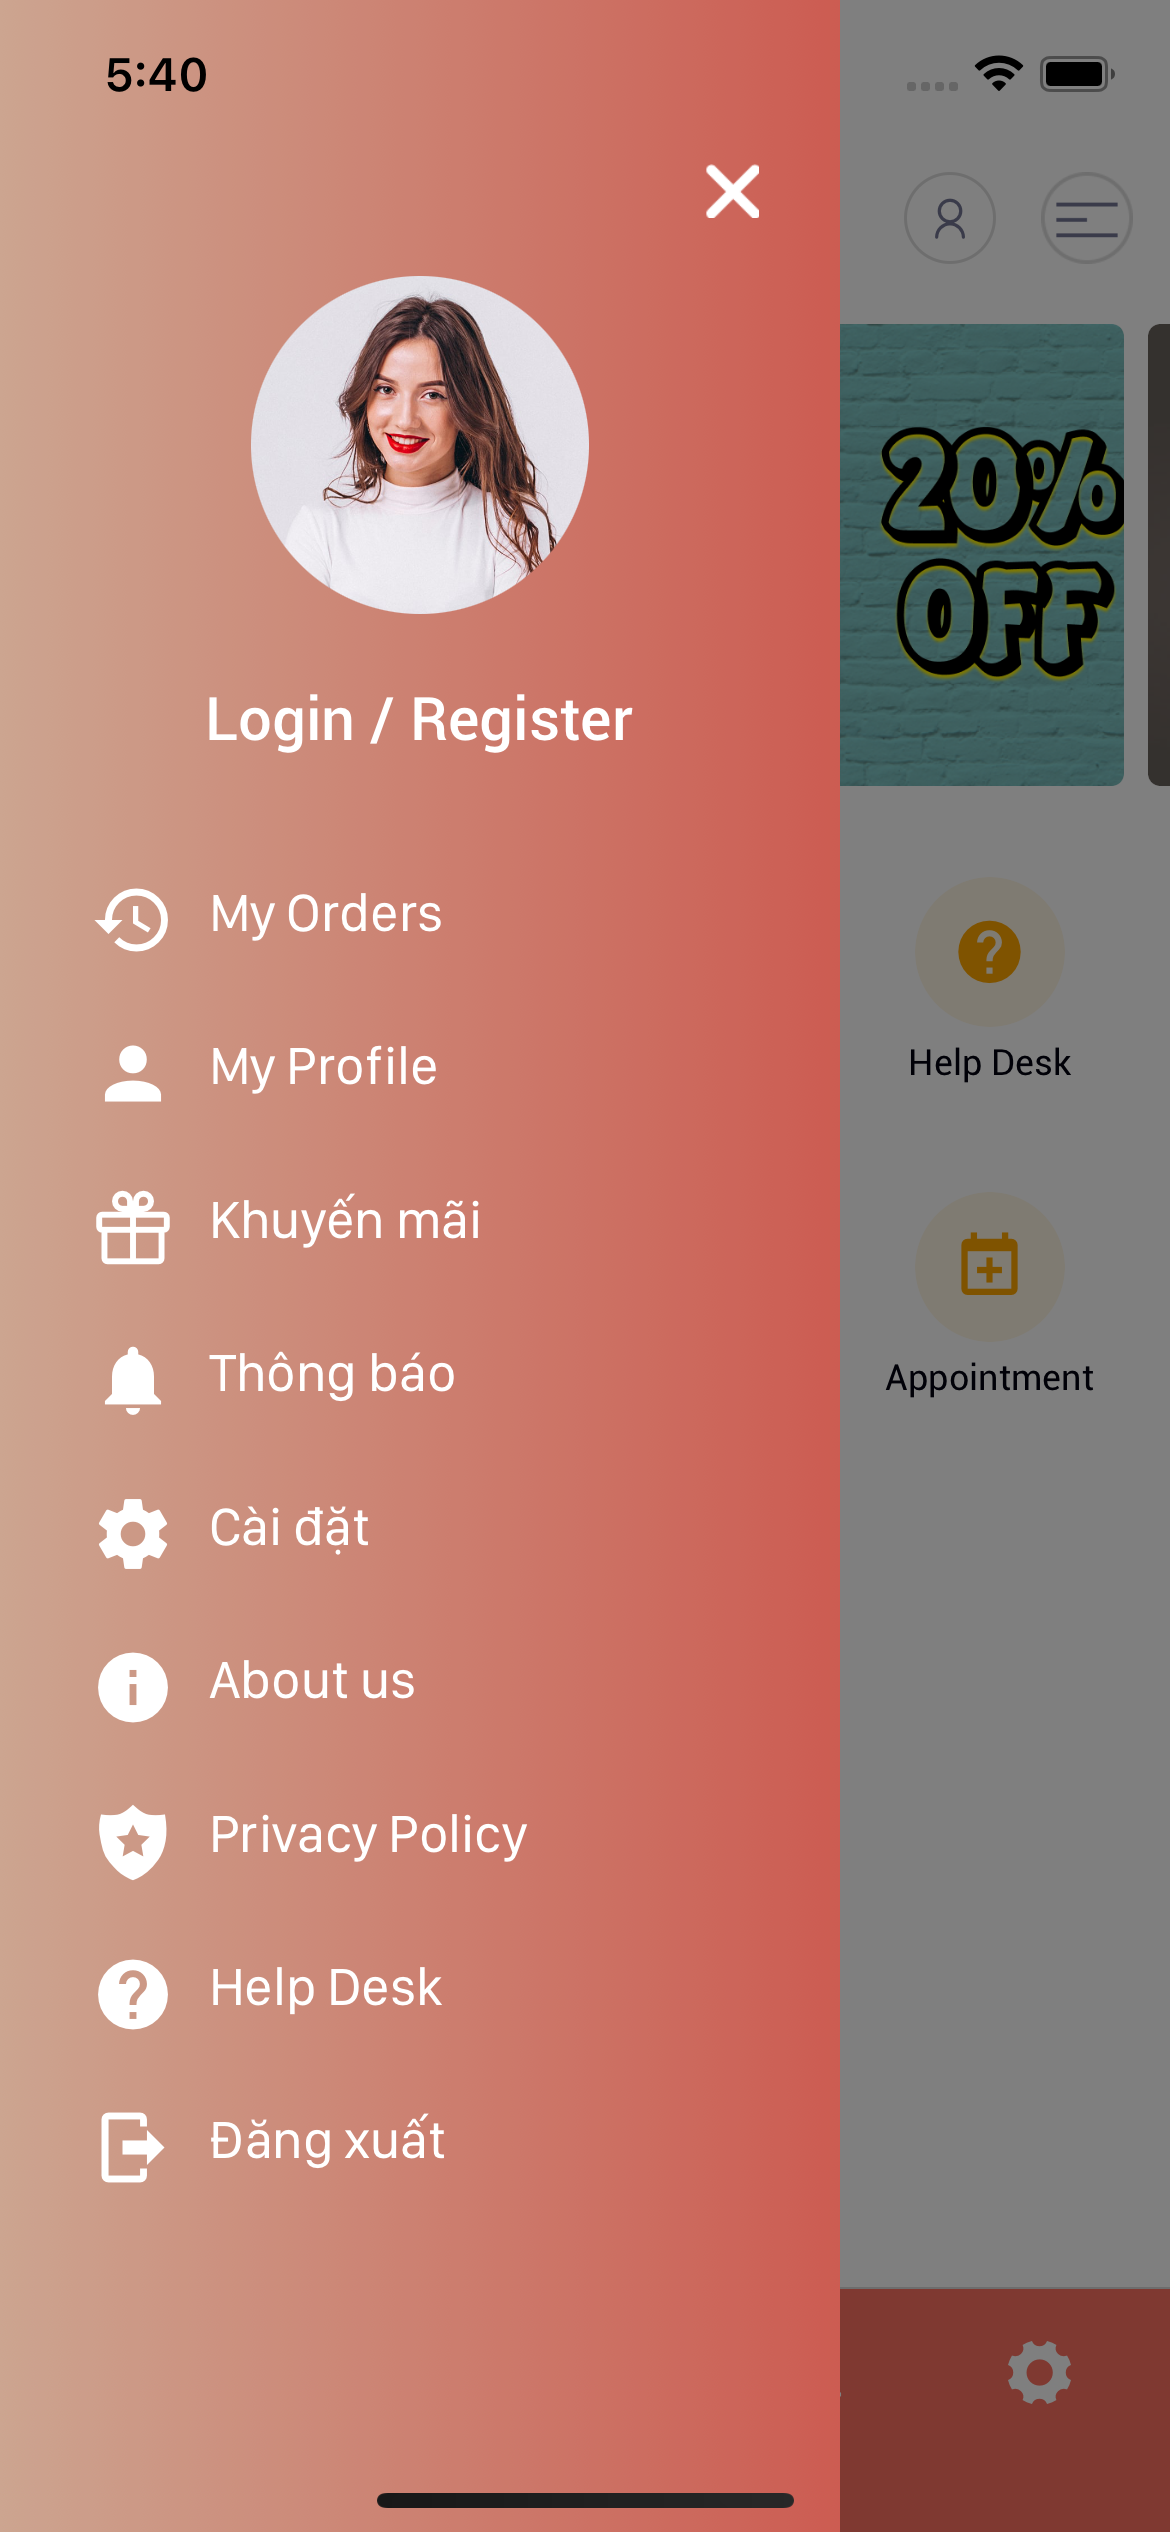 5:40
20%
OFF
Login / Register
My Orders
My Profile
Help Desk
Khuyến mãi
Thông báo
Appointment
Cài đặt
About us
Privacy Policy
Help Desk
Đăng xuất